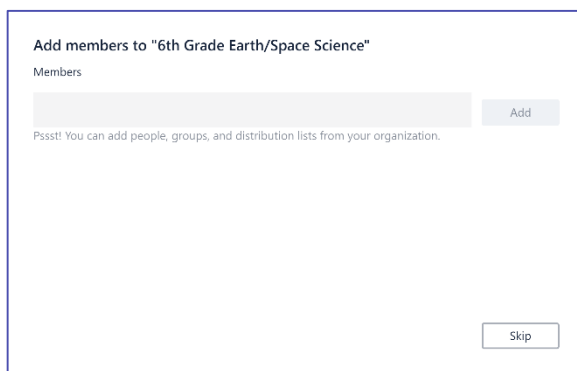 Add members to "6th Grade Earth/Space Science"
Members
Add
Pssst! You can add people, groups, and distribution lists from your organization.
Skip